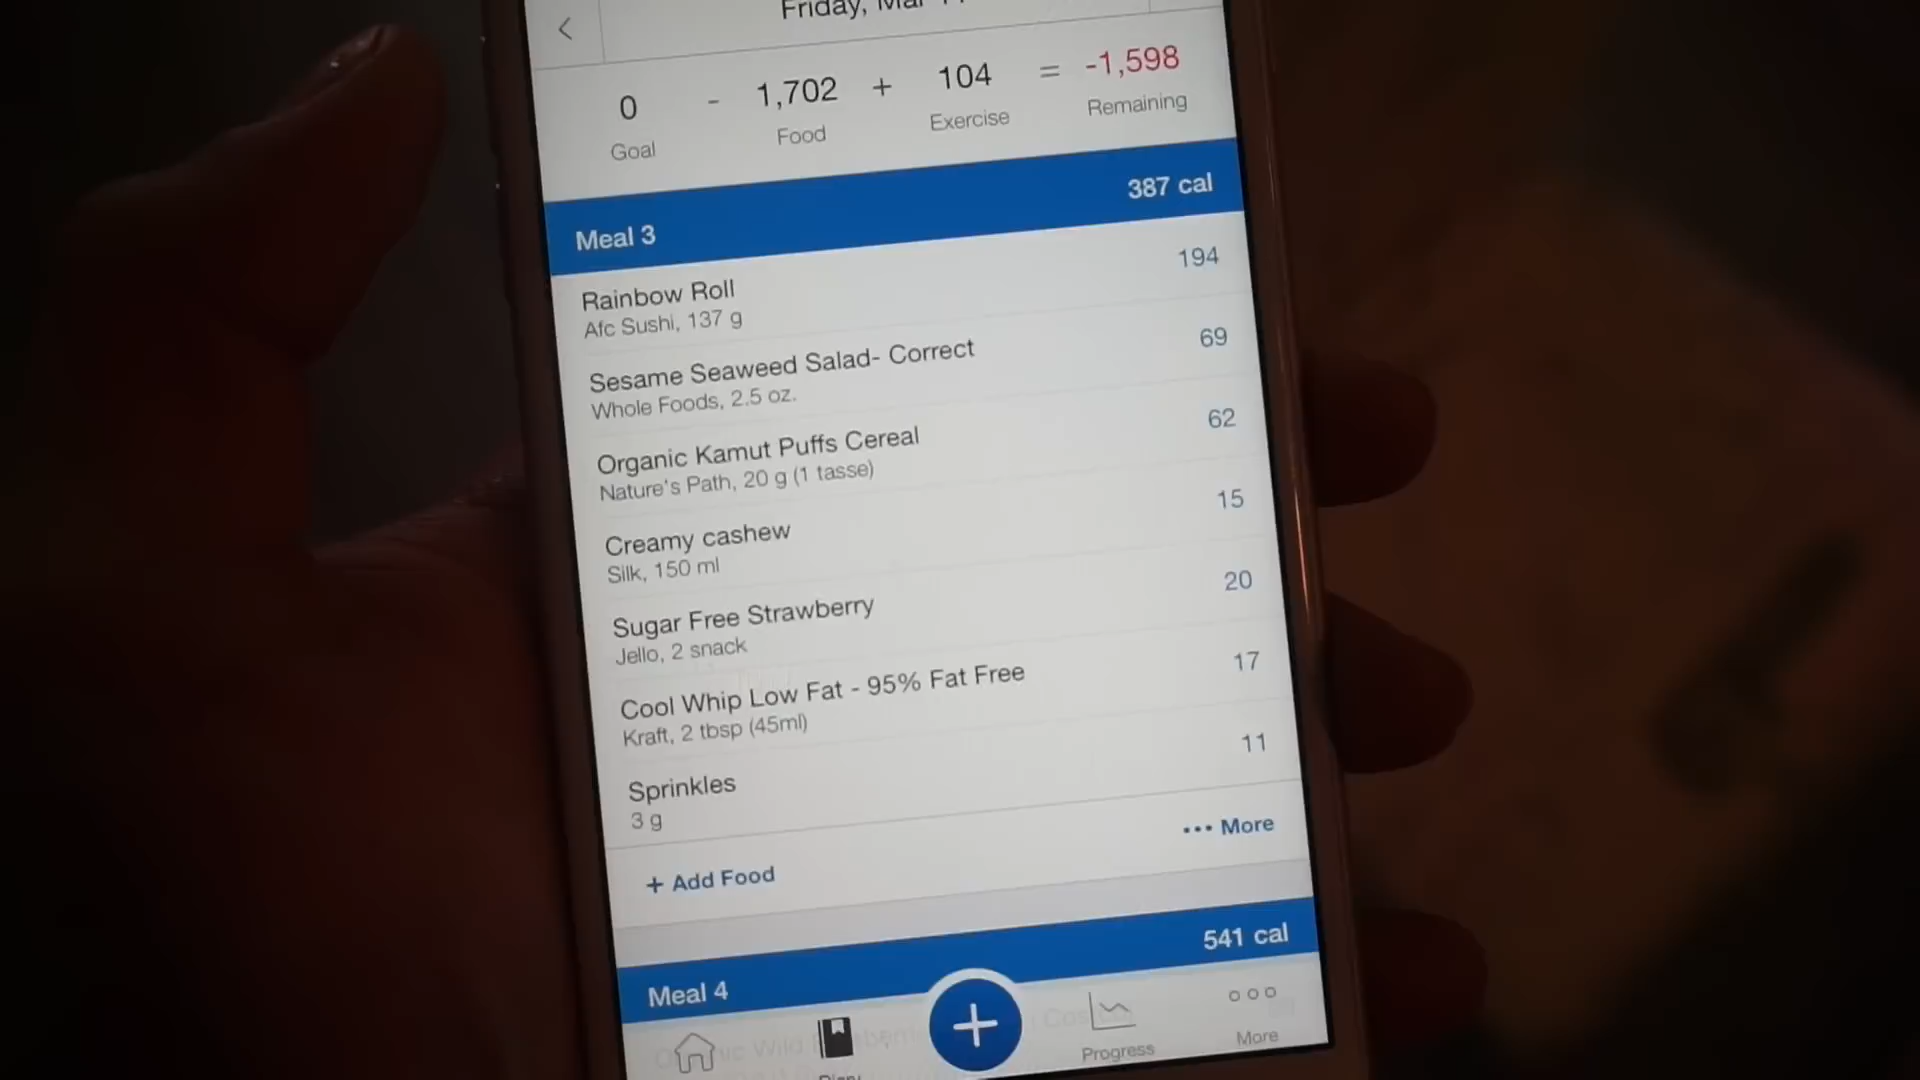 Friday,
0 - 1,702 + 104 = -1,598
Goal Food Exercise Remaining
Meal 3 387 cal
Rainbow Roll 194
Afc Sushi, 137 g
Sesame Seaweed Salad- Correct 69
Whole Foods, 2.5 oz.
Organic Kamut Puffs Cereal 62
Nature's Path, 20 g (1 tasse)
Creamy cashew 15
Silk, 150 ml
Sugar Free Strawberry 20
Jello, 2 snack
Cool Whip Low Fat - 95% Fat Free 17
Kraft, 2 tbsp (45ml)
Sprinkles 11
3 g
+ Add Food ••• More
Meal 4 541 cal
Progress More